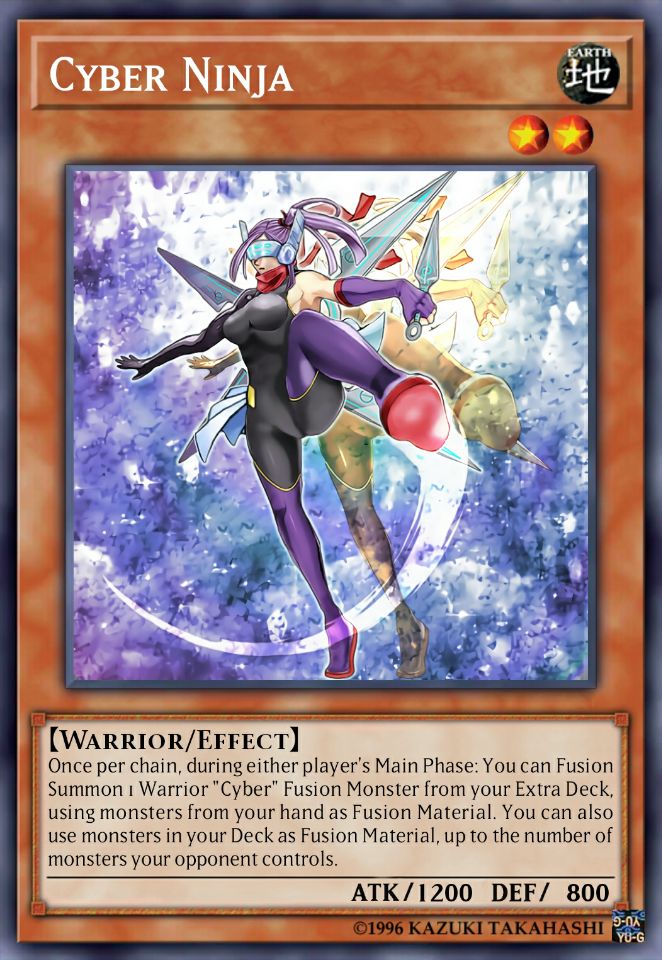 Cyber Ninja
EARTH
地
【Warrior/Effect】
Once per chain, during either player's Main Phase: You can Fusion
Summon 1 Warrior "Cyber" Fusion Monster from your Extra Deck,
using monsters from your hand as Fusion Material. You can also
use monsters in your Deck as Fusion Material, up to the number of
monsters your opponent controls.
ATK/1200 DEF/ 800
©1996 KAZUKI TAKAHASHI